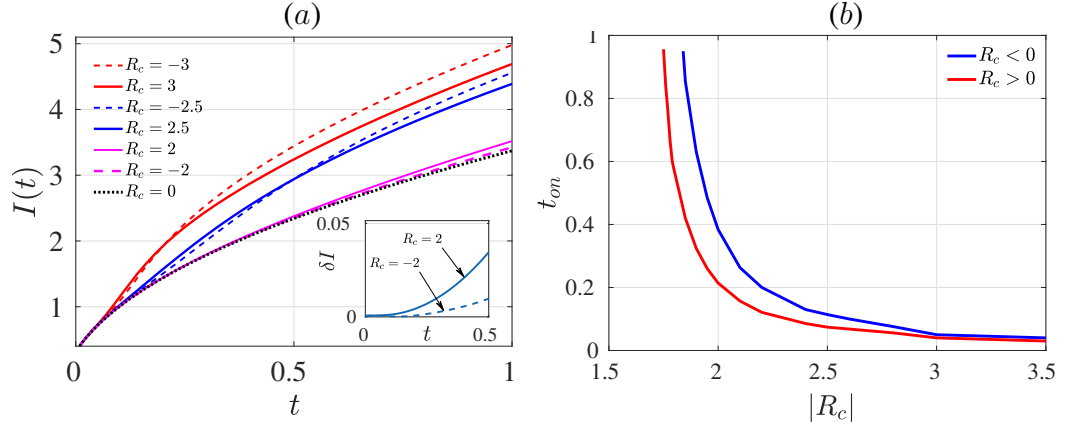 (a)
I(t)
5
4
3
2
1
R_c = −3
R_c = 3
R_c = −2.5
R_c = 2.5
R_c = 2
R_c = −2
R_c = 0
δI
0.05
0
R_c = 2
R_c = −2
0
t
0.5
0
0.5
1
t
(b)
t_{on}
1
0.8
0.6
0.4
0.2
0
R_c < 0
R_c > 0
1.5
2
2.5
3
3.5
|R_c|